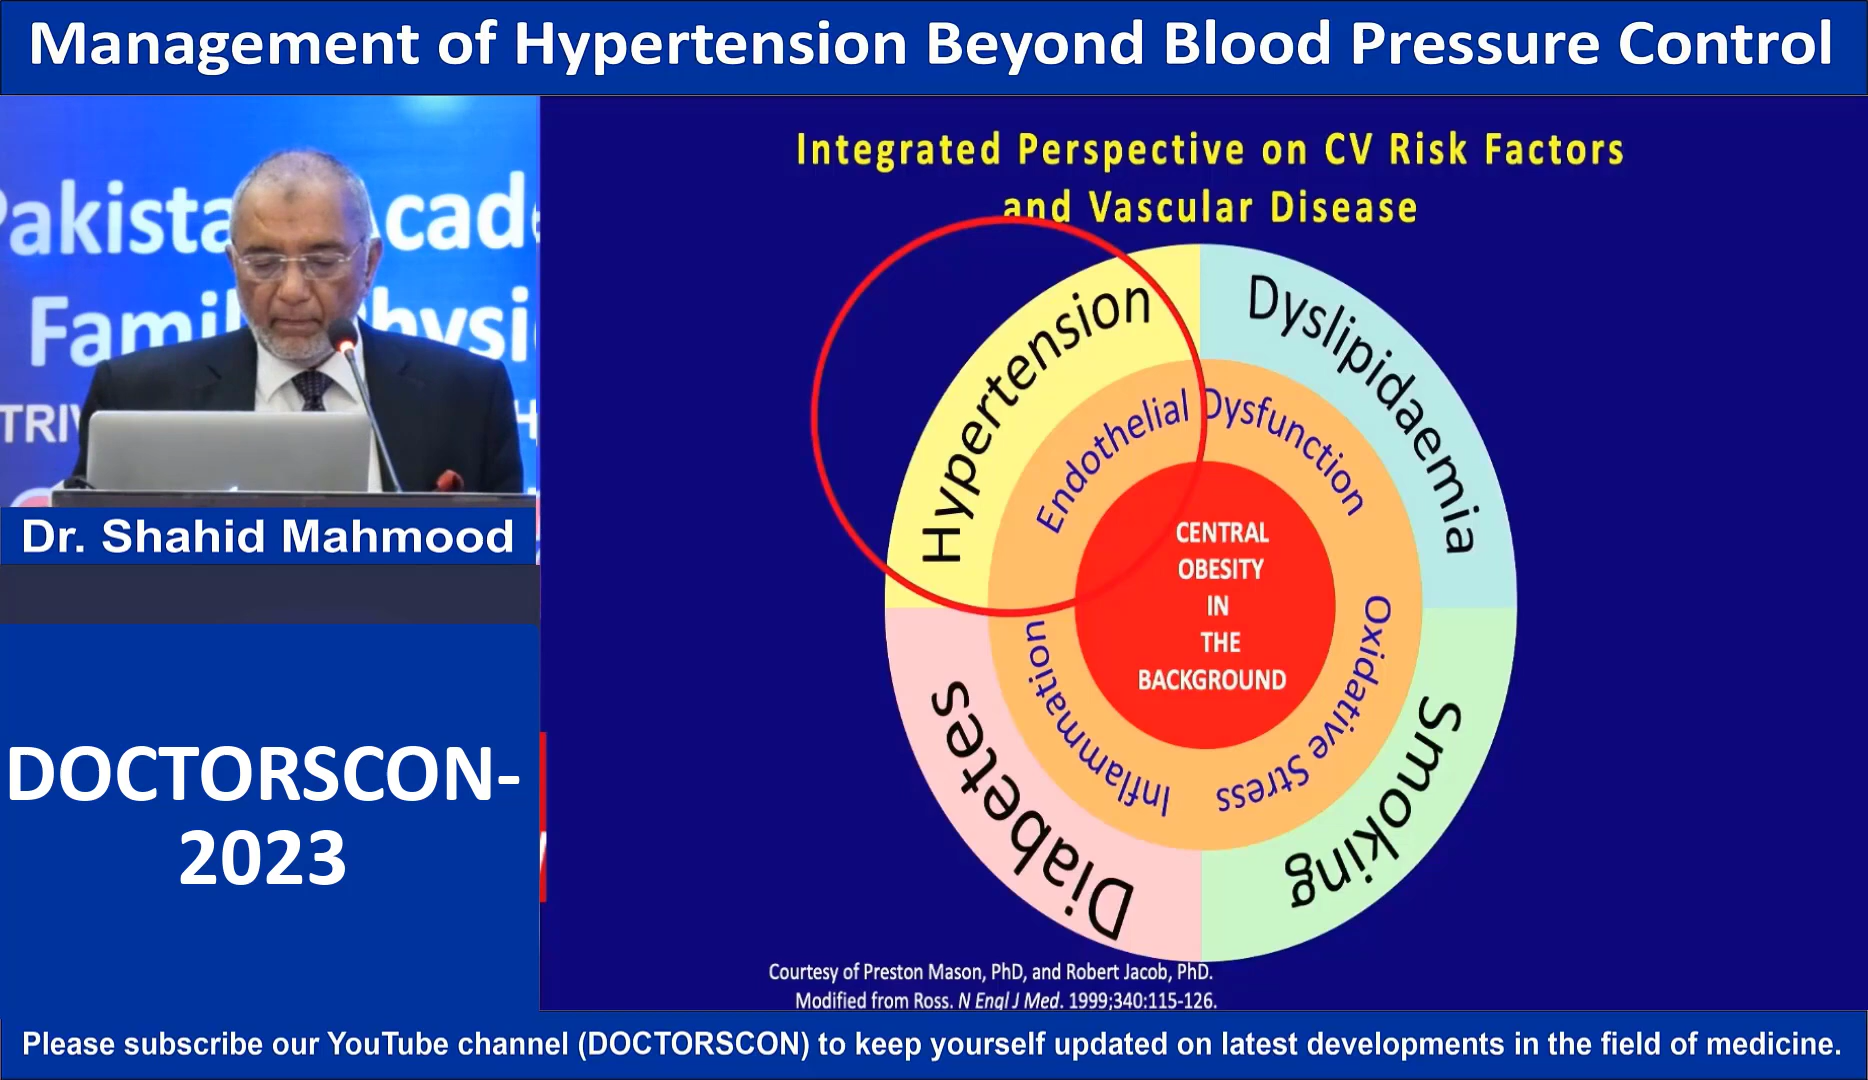 Management of Hypertension Beyond Blood Pressure Control
Family
TRIV
Dr. Shahid Mahmood
DOCTORSCON-
2023
Integrated Perspective on CV Risk Factors
and Vascular Disease
Hypertension
Dyslipidaemia
Endothelial Dysfunction
CENTRAL
OBESITY
IN
THE
BACKGROUND
Inflammation
Oxidative Stress
Diabetes
Smoking
Courtesy of Preston Mason, PhD, and Robert Jacob, PhD.
Modified from Ross. N Engl J Med. 1999;340:115-126.
Please subscribe our YouTube channel (DOCTORSCON) to keep yourself updated on latest developments in the field of medicine.